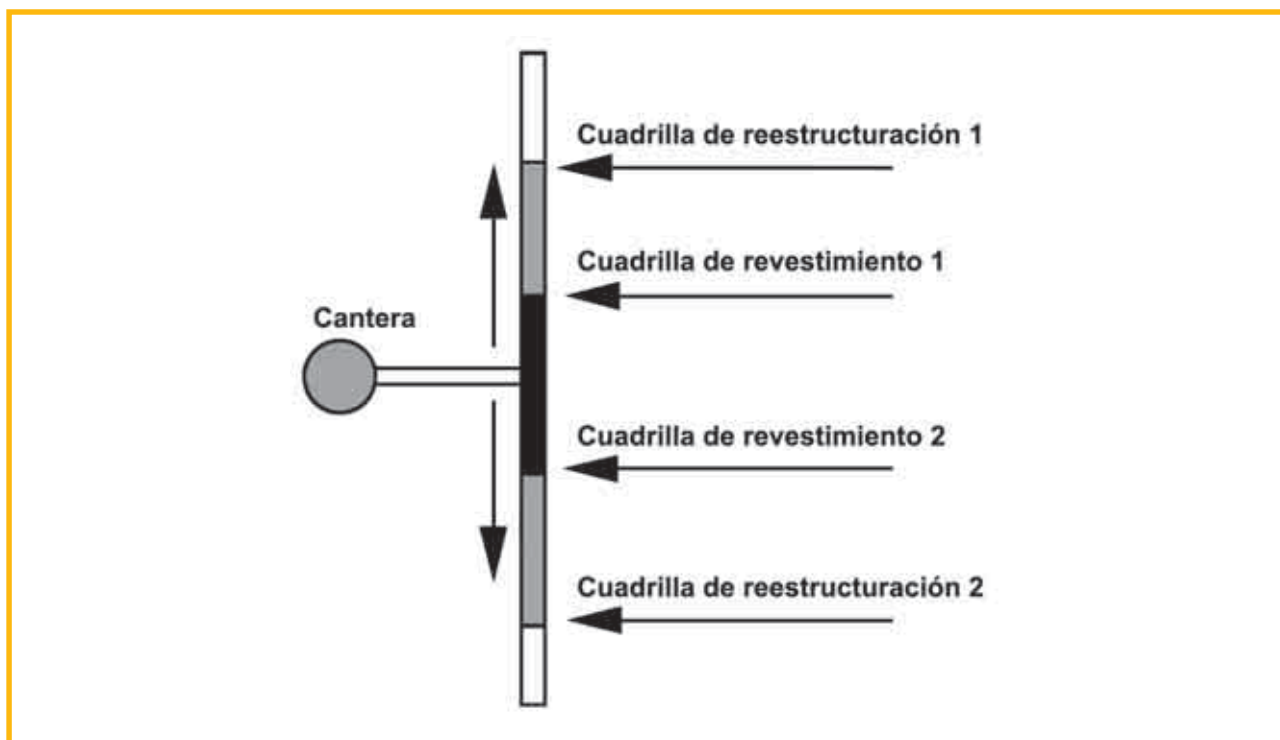 Cuadrilla de reestructuración 1
Cuadrilla de revestimiento 1
Cantera
Cuadrilla de revestimiento 2
Cuadrilla de reestructuración 2